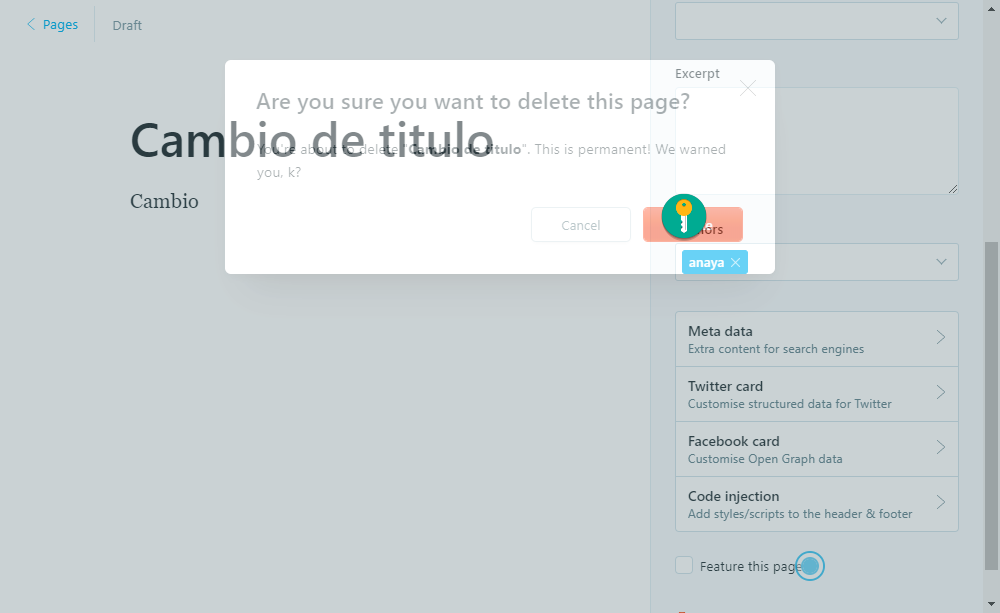 Pages
Draft
Excerpt
Are you sure you want to delete this page?
Cambio de titulo
You're about to delete "Cambio de titulo". This is permanent! We warned
you, k?
Cambio
Cancel
anaya
Meta data
Extra content for search engines
Twitter card
Customise structured data for Twitter
Facebook card
Customise Open Graph data
Code injection
Add styles/scripts to the header & footer
Feature this page